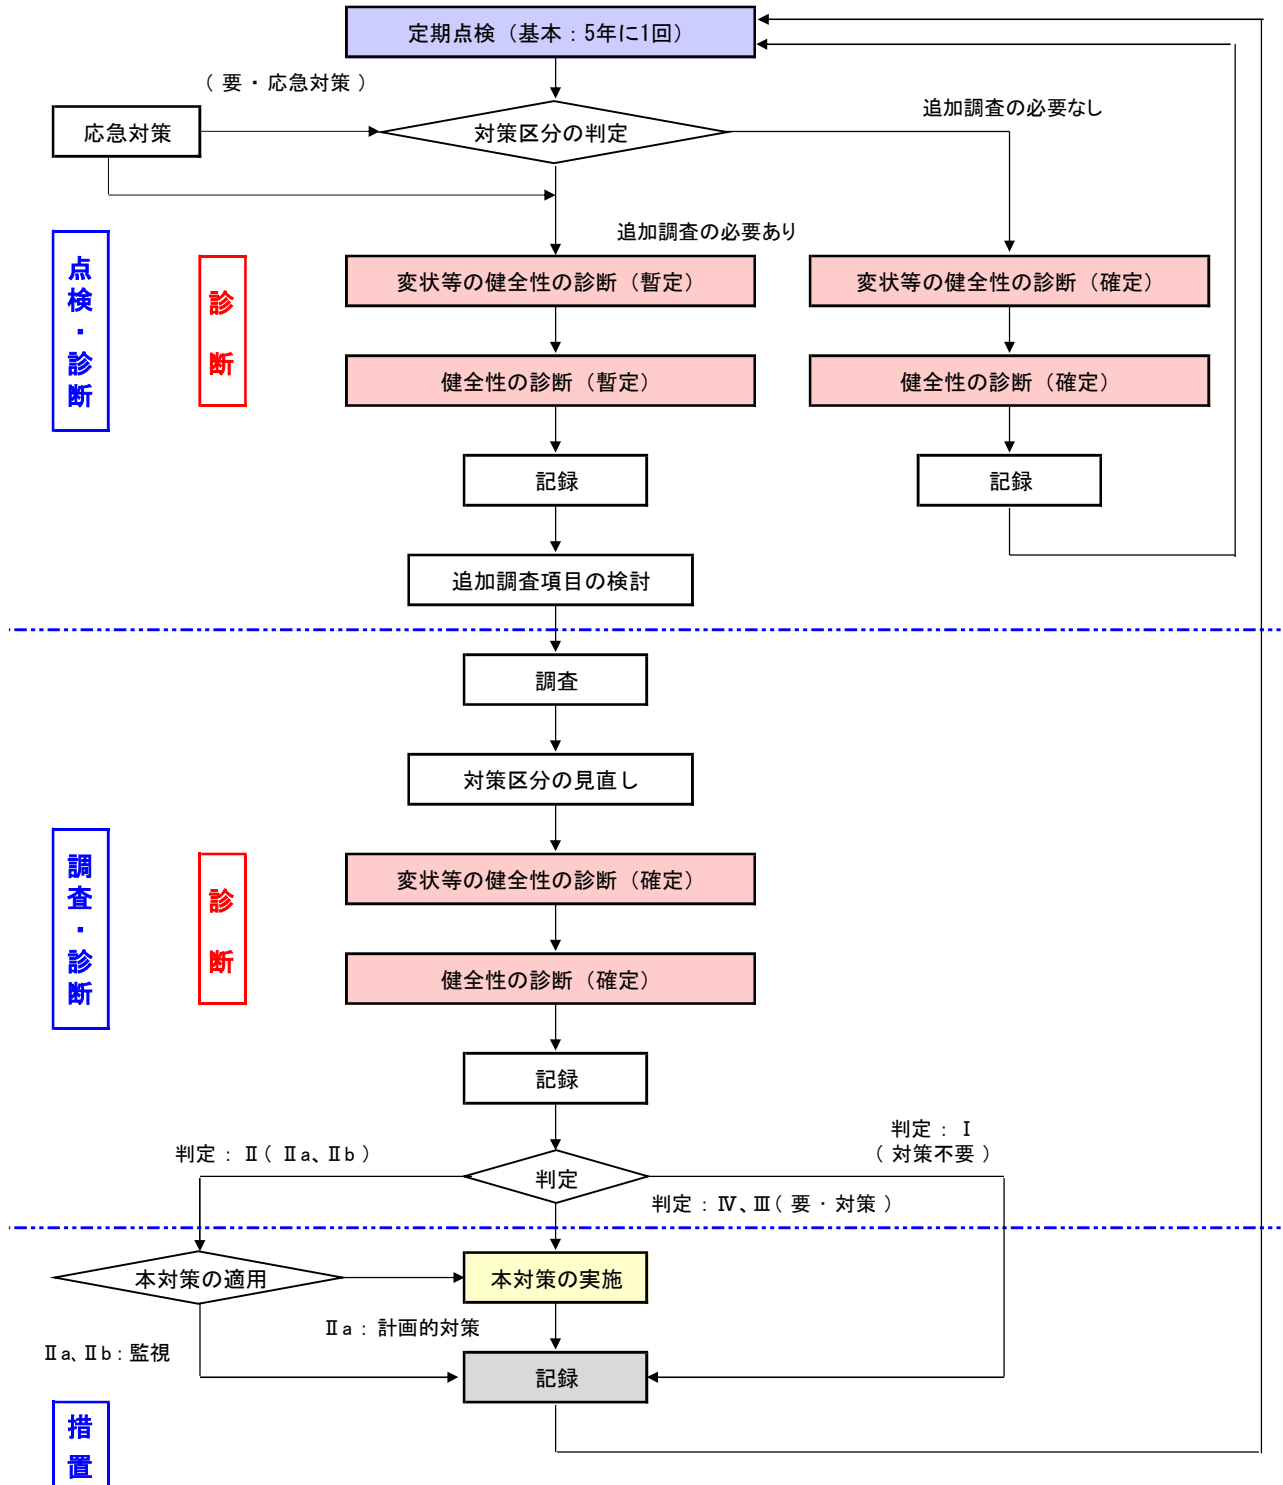 定期点検（基本：5年に1回）
（ 要 ・ 応急対策 ）
追加調査の必要なし
応急対策
対策区分の判定
追加調査の必要あり
点検・診断
診断
変状等の健全性の診断（暫定）
変状等の健全性の診断（確定）
健全性の診断（暫定）
健全性の診断（確定）
記録
記録
追加調査項目の検討
調査
対策区分の見直し
調査・診断
診断
変状等の健全性の診断（確定）
健全性の診断（確定）
記録
判定 ： Ⅰ
（ 対策不要 ）
判定 ： Ⅱ（ Ⅱa、Ⅱb ）
判定
判定 ：Ⅳ、Ⅲ（ 要 ・ 対策 ）
本対策の適用
本対策の実施
Ⅱa ： 計画的対策
Ⅱa、Ⅱb：監視
記録
措置